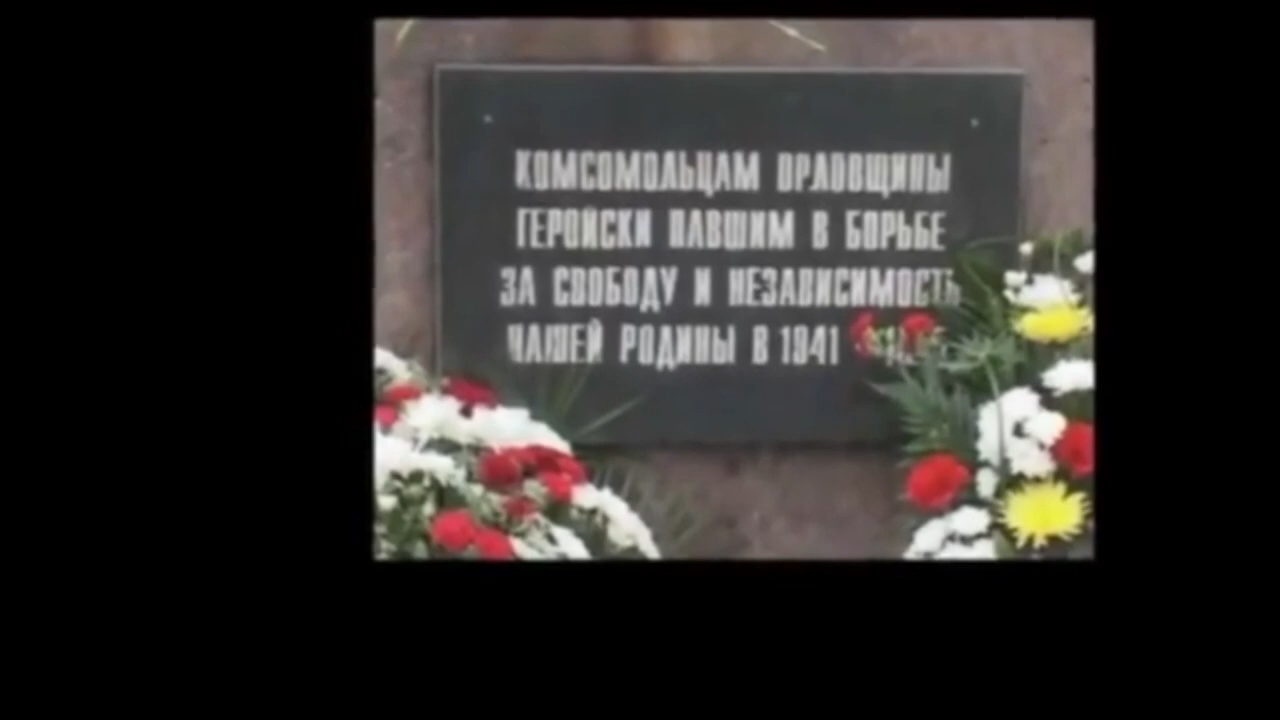 КОМСОМОЛЬЦАМ ОРЛОВЩИНЫ
ГЕРОЙСКИ ПАВШИМ В БОРЬБЕ
ЗА СВОБОДУ И НЕЗАВИСИМОСТЬ
НАШЕЙ РОДИНЫ В 1941